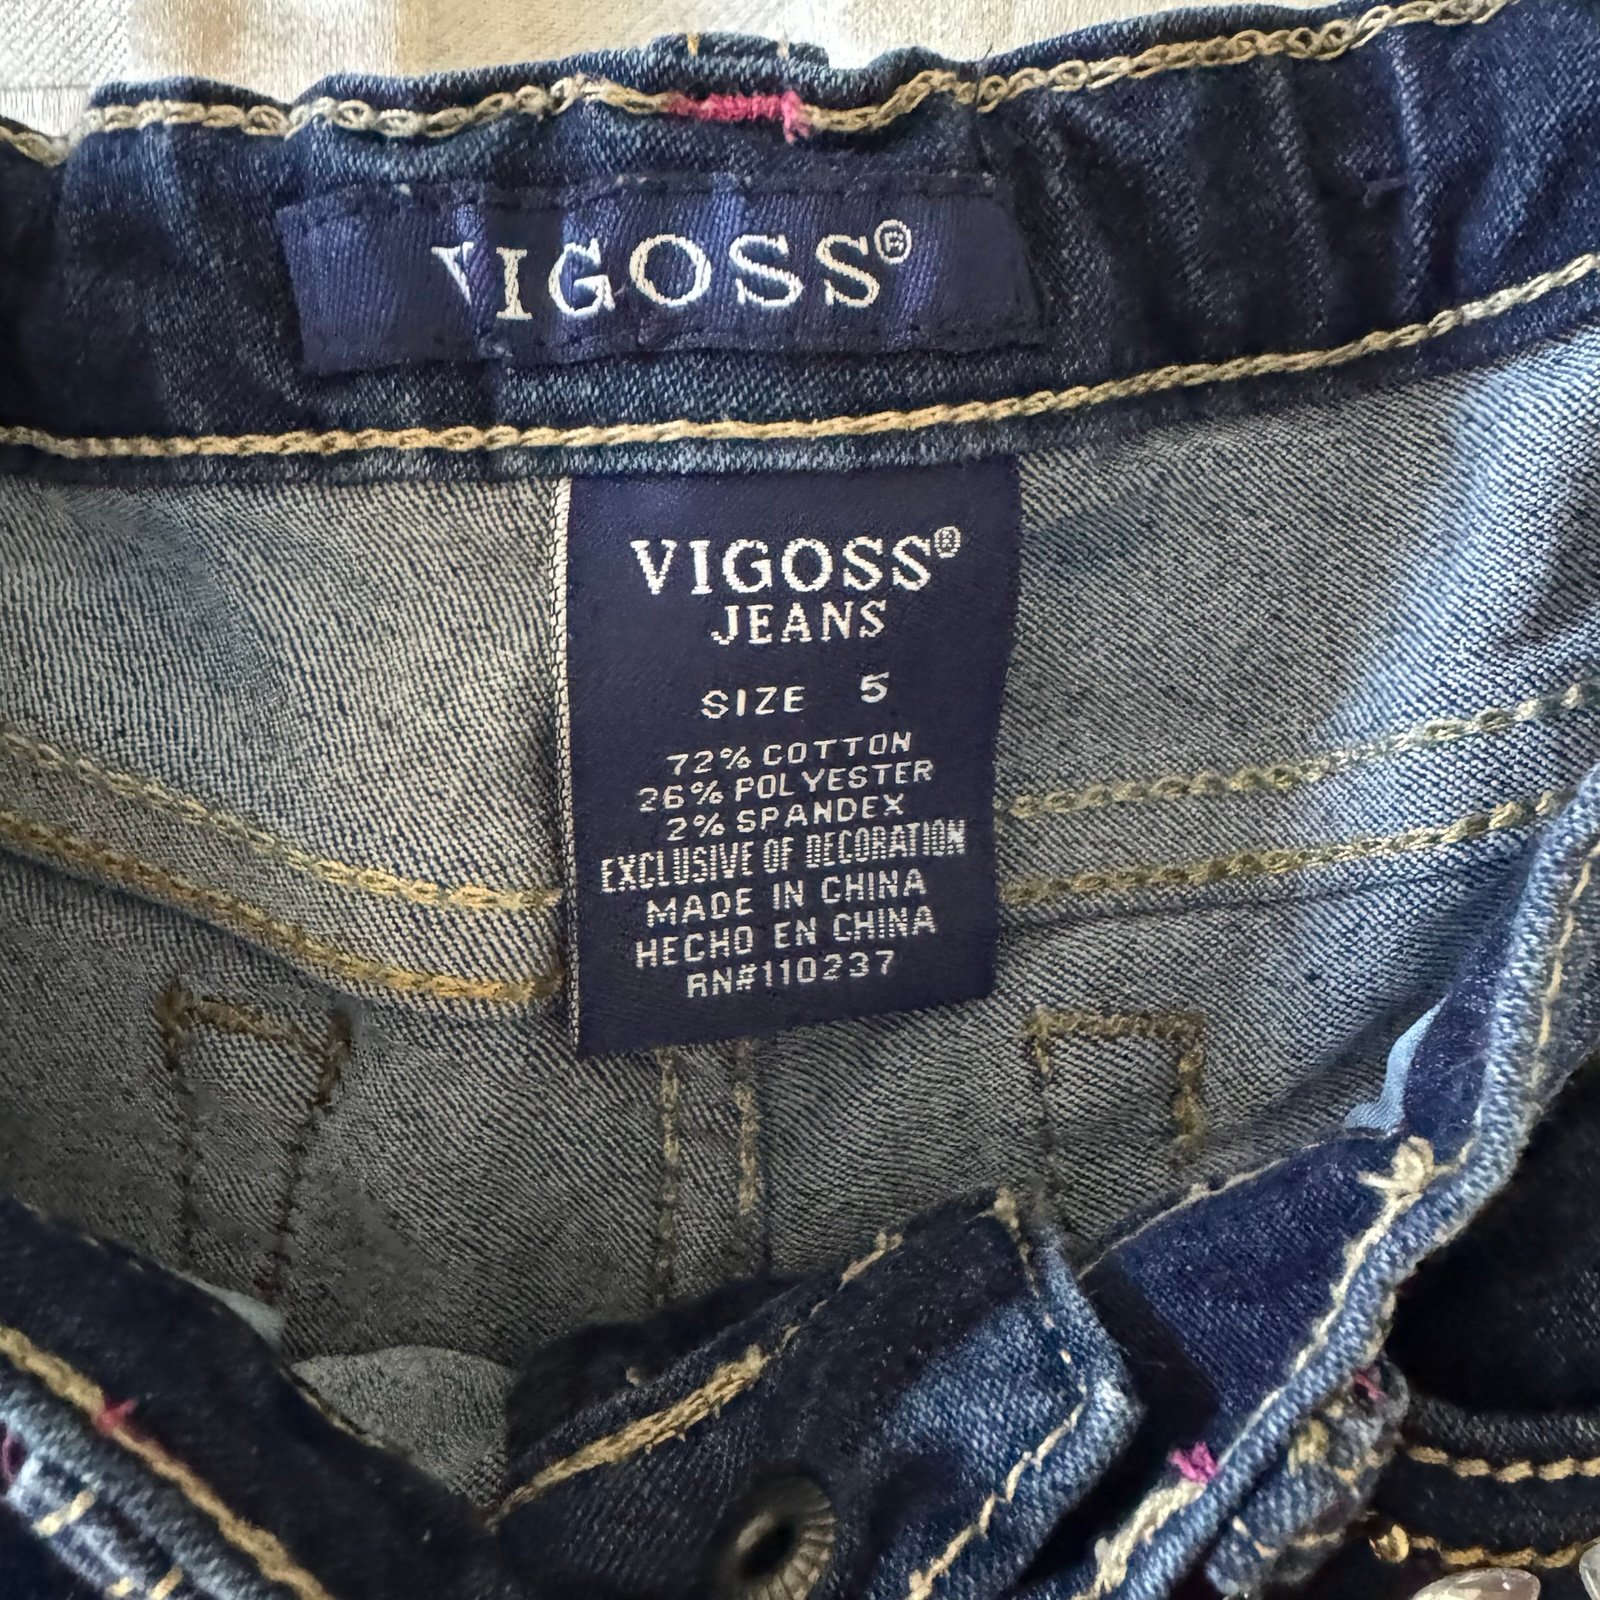 VIGOSS®
VIGOSS®
JEANS
SIZE 5
72% COTTON
26% POLYESTER
2% SPANDEX
EXCLUSIVE OF DECORATION
MADE IN CHINA
HECHO EN CHINA
RN#110237